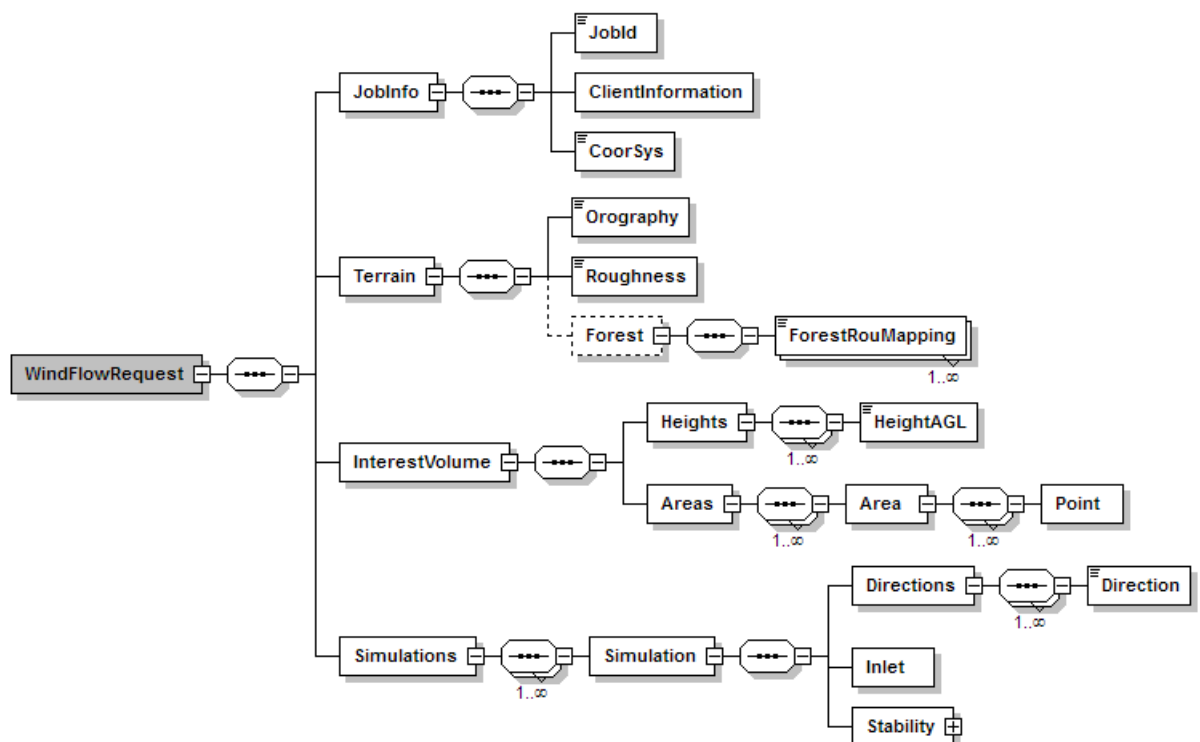 JobId
JobInfo
ClientInformation
CoorSys
Orography
Terrain
Roughness
Forest
ForestRouMapping
1..∞
WindFlowRequest
Heights
HeightAGL
1..∞
InterestVolume
Areas
Area
Point
1..∞
1..∞
Directions
Direction
1..∞
Simulations
Simulation
Inlet
1..∞
Stability